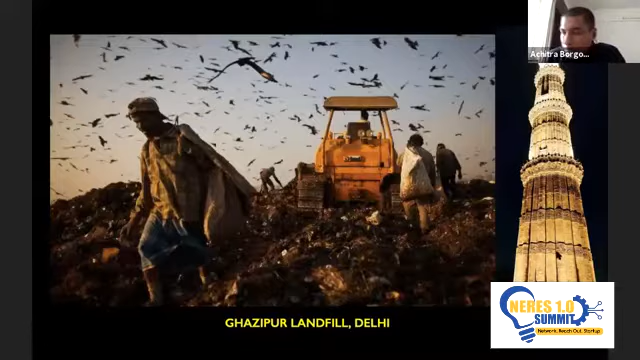 Achitra Borgo...
GHAZIPUR LANDFILL, DELHI
NERES 1.0
SUMMIT
Network. Reach Out. Startup